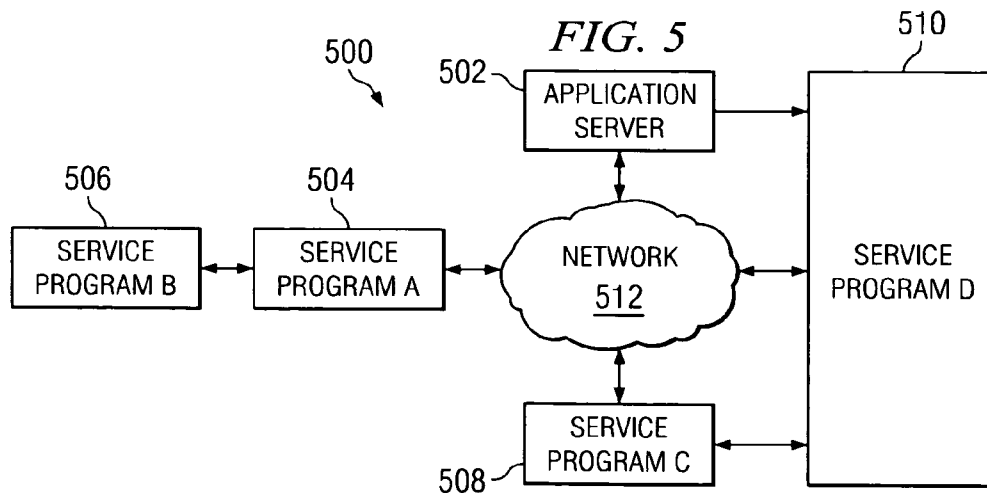 FIG. 5
500
502
APPLICATION
SERVER
510
506
SERVICE
PROGRAM B
504
SERVICE
PROGRAM A
NETWORK
512
SERVICE
PROGRAM D
SERVICE
PROGRAM C
508